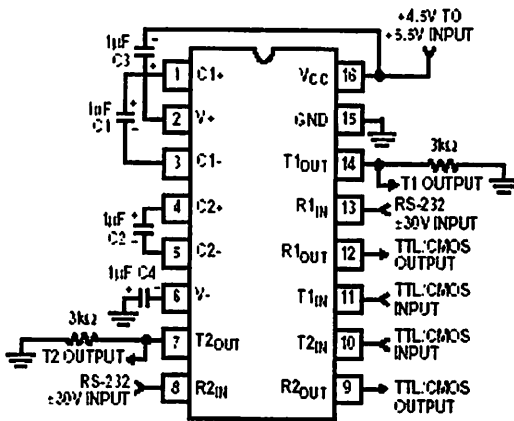 +4.5V TO
+5.5V INPUT
1µF
C3
1 C1+
VCC 16
1µF
C1
2 V+
GND 15
3 C1-
T1OUT 14
3kΩ
T1 OUTPUT
4 C2+
R1IN 13
RS-232
±30V INPUT
1µF
C2
5 C2-
R1OUT 12
TTL/CMOS
OUTPUT
1µF C4
6 V-
T1IN 11
TTL/CMOS
INPUT
3kΩ
T2 OUTPUT
7 T2OUT
T2IN 10
TTL/CMOS
INPUT
RS-232
±30V INPUT
8 R2IN
R2OUT 9
TTL/CMOS
OUTPUT